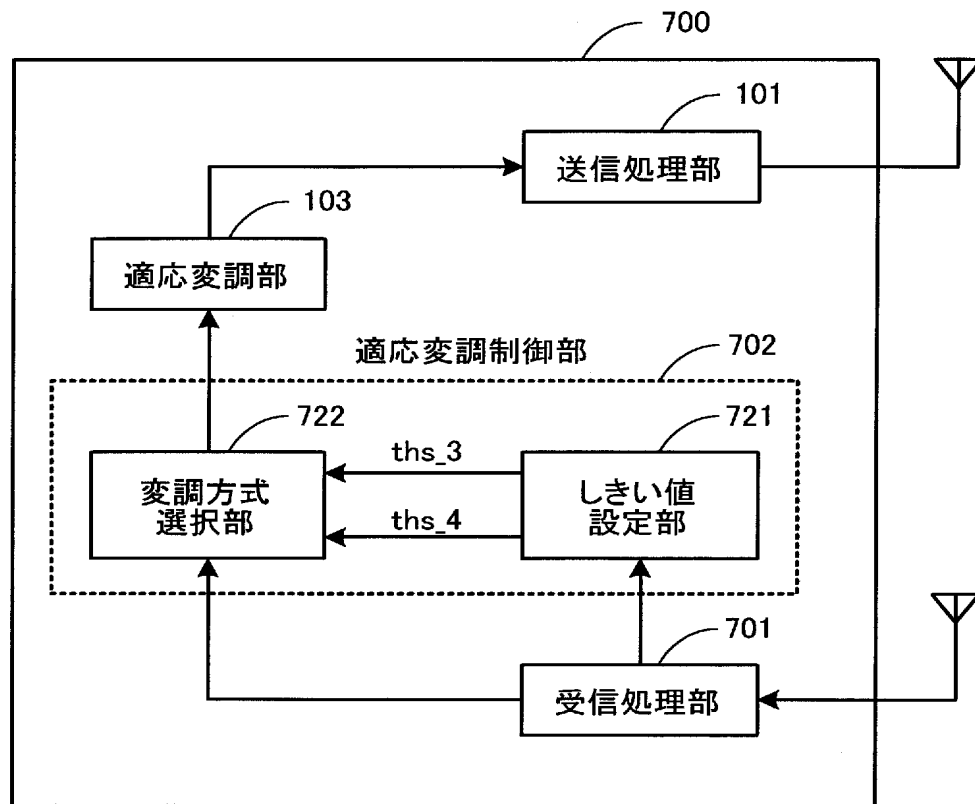 700
101
送信処理部
103
適応変調部
適応変調制御部
702
722
721
ths_3
変調方式
選択部
しきい値
設定部
ths_4
701
受信処理部